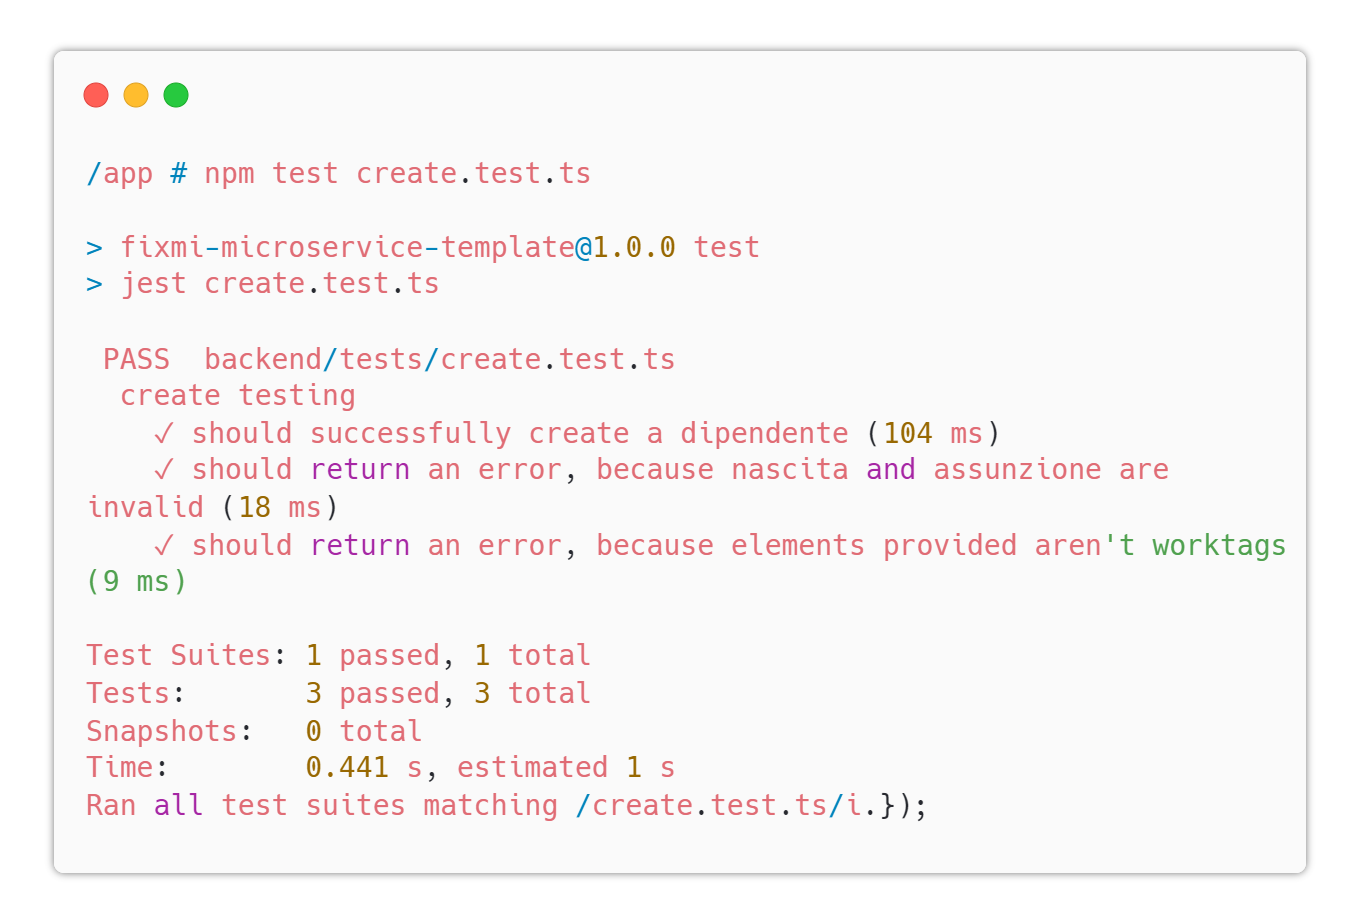 /app # npm test create.test.ts
> fixmi-microservice-template@1.0.0 test
> jest create.test.ts
PASS  backend/tests/create.test.ts
create testing
✓ should successfully create a dipendente (104 ms)
✓ should return an error, because nascita and assunzione are
invalid (18 ms)
✓ should return an error, because elements provided aren't worktags
(9 ms)
Test Suites: 1 passed, 1 total
Tests:       3 passed, 3 total
Snapshots:   0 total
Time:        0.441 s, estimated 1 s
Ran all test suites matching /create.test.ts/i.});